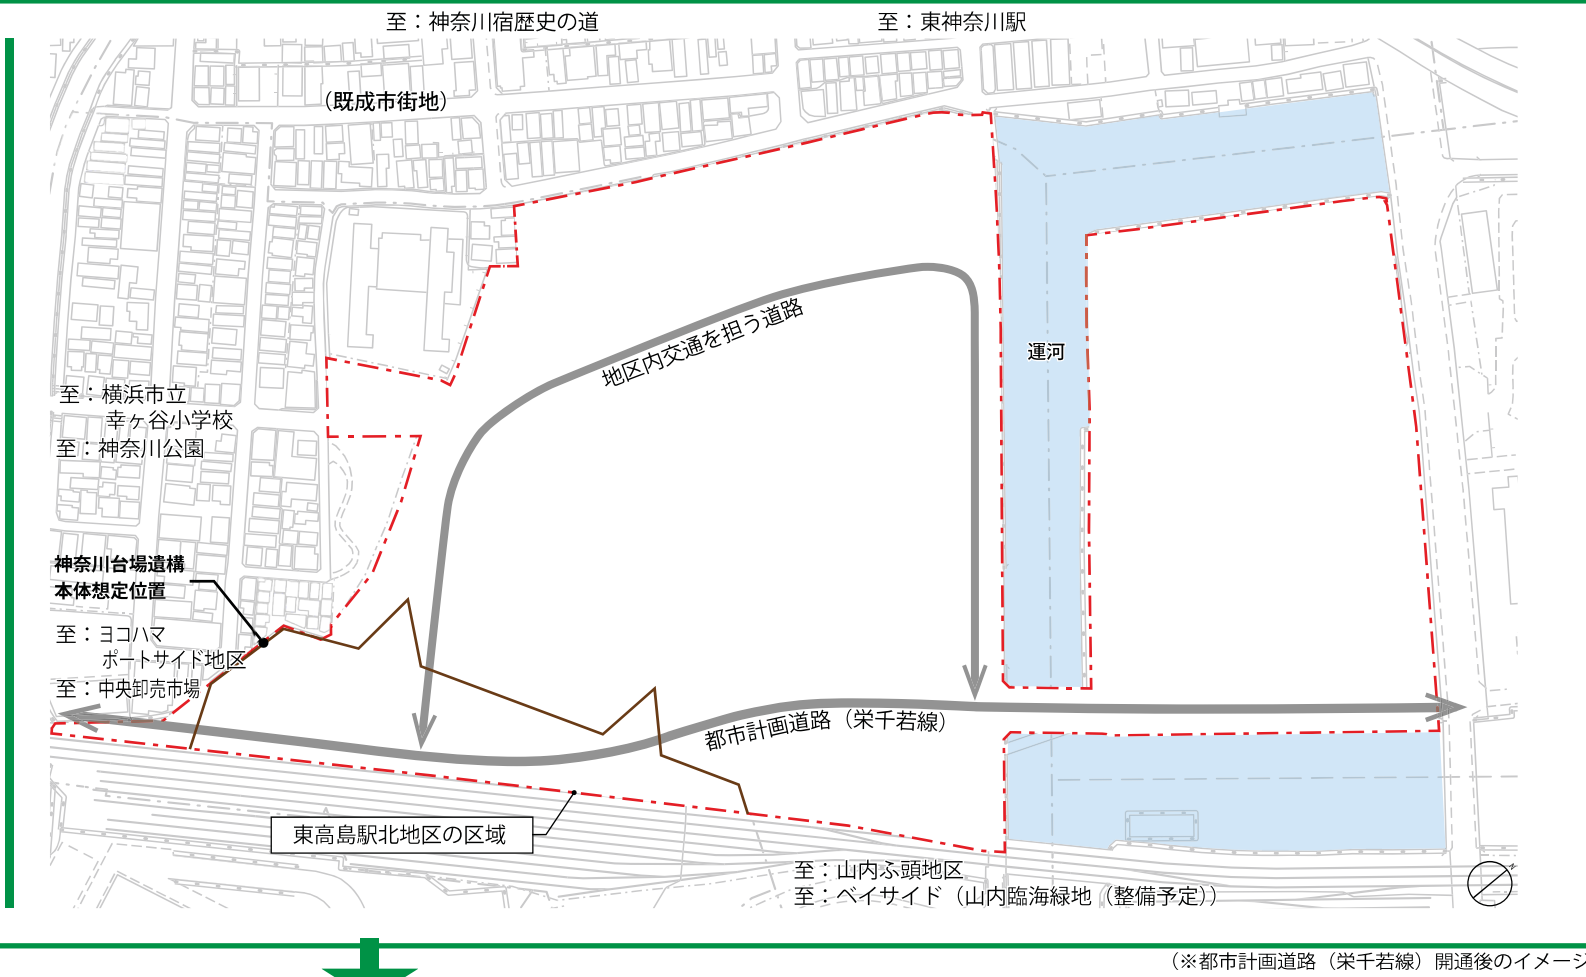 至：神奈川宿歴史の道
至：東神奈川駅
（既成市街地）
地区内交通を担う道路
運河
至：横浜市立
幸ヶ谷小学校
至：神奈川公園
神奈川台場遺構
本体想定位置
至：ヨコハマ
ポートサイド地区
至：中央卸売市場
都市計画道路（栄千若線）
東高島駅北地区の区域
至：山内ふ頭地区
至：ベイサイド（山内臨海緑地（整備予定））
（※都市計画道路（栄千若線）開通後のイメージ